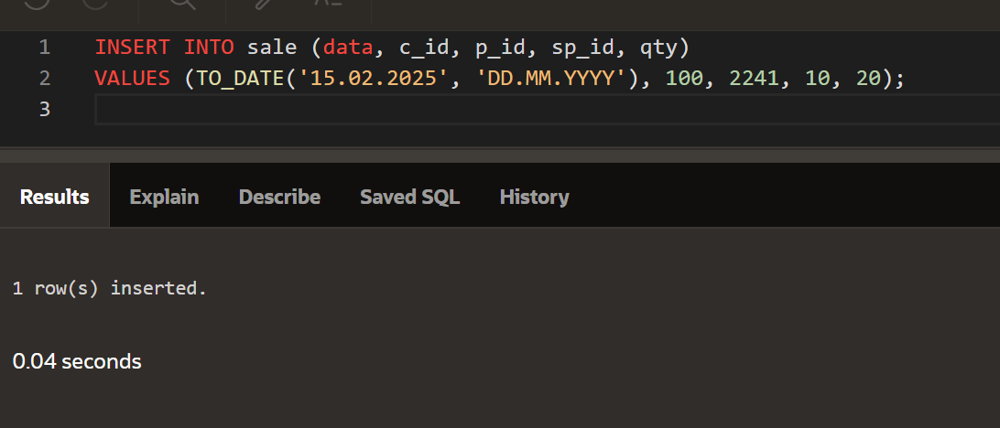 1 INSERT INTO sale (data, c_id, p_id, sp_id, qty)
2 VALUES (TO_DATE('15.02.2025', 'DD.MM.YYYY'), 100, 2241, 10, 20);
3
Results Explain Describe Saved SQL History
1 row(s) inserted.
0.04 seconds